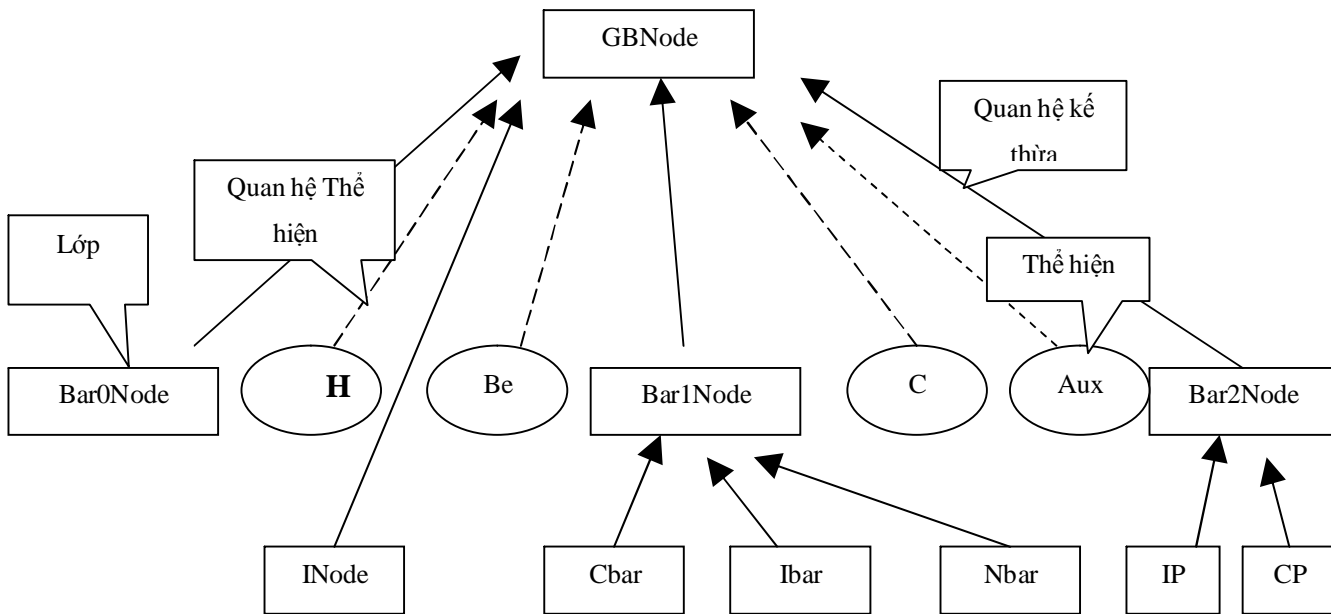 GBNode
Quan hệ kế
thừa
Quan hệ Thể
hiện
Lớp
Thể hiện
Bar0Node
H
Be
Bar1Node
C
Aux
Bar2Node
INode
Cbar
Ibar
Nbar
IP
CP